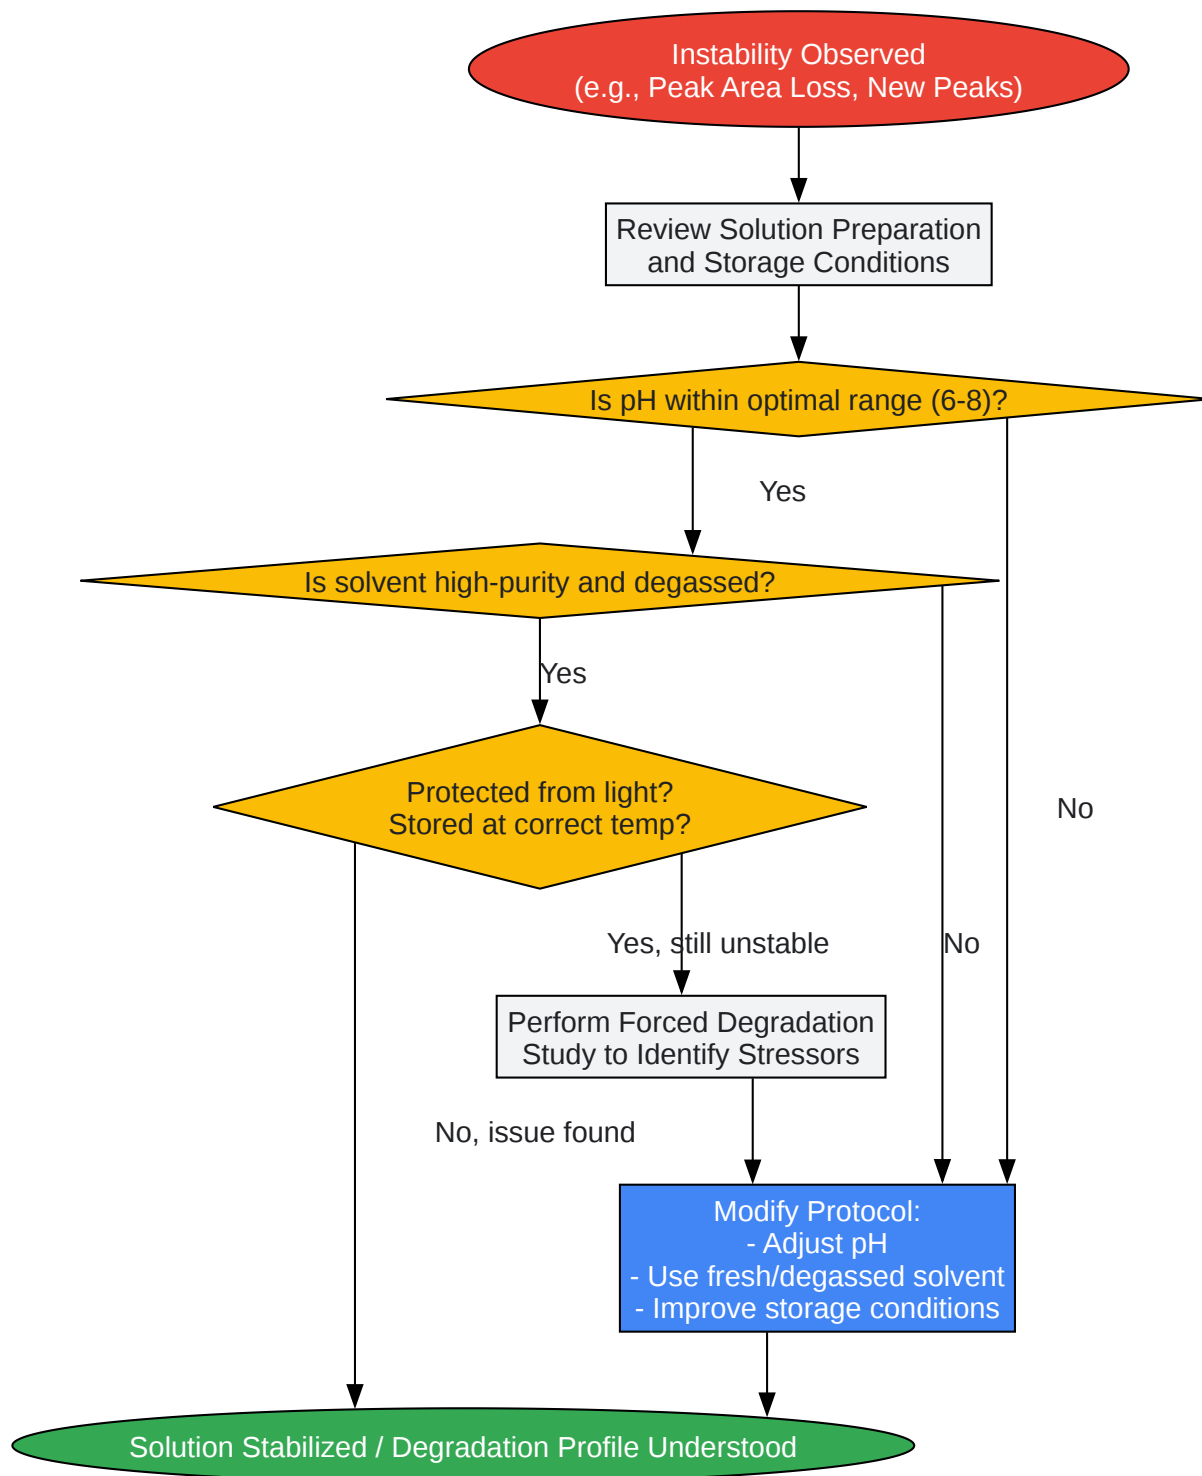 Instability Observed
(e.g., Peak Area Loss, New Peaks)
Review Solution Preparation
and Storage Conditions
Is pH within optimal range (6-8)?
Yes
Is solvent high-purity and degassed?
Yes
Protected from light?
Stored at correct temp?
No
Yes, still unstable
No
Perform Forced Degradation
Study to Identify Stressors
No, issue found
Modify Protocol:
- Adjust pH
- Use fresh/degassed solvent
- Improve storage conditions
Solution Stabilized / Degradation Profile Understood